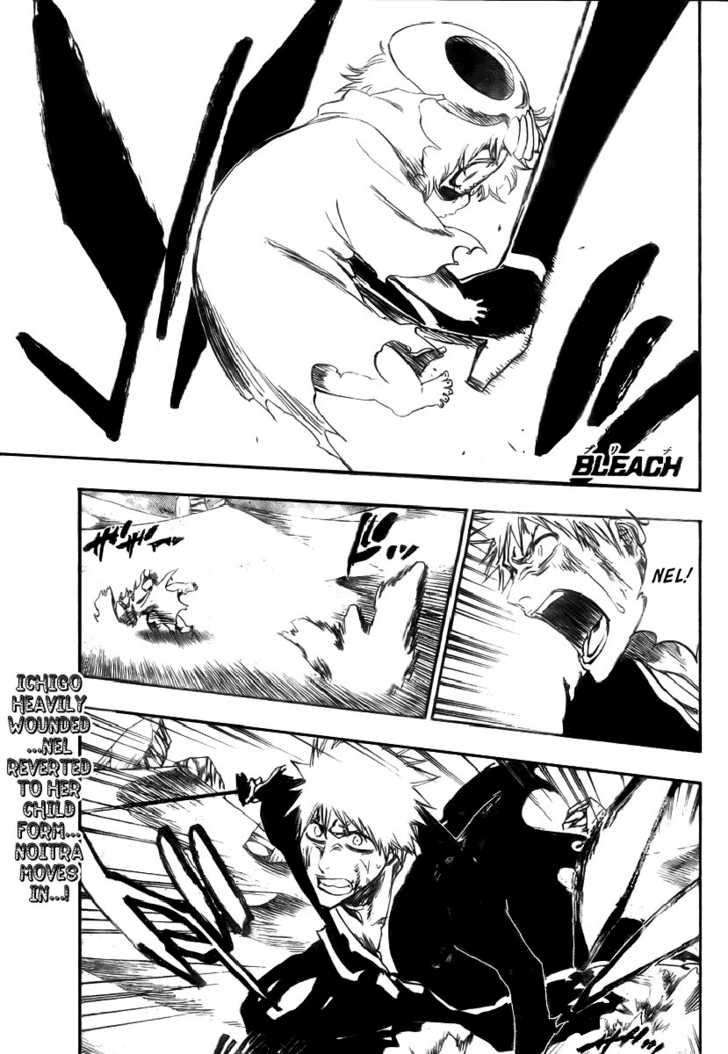 ブリーチ
BLEACH
NEL!
ICHIGO
HEAVILY
WOUNDED
...NEL
REVERTED
TO HER
CHILD
FORM...
NOITRA
MOVES
IN...!